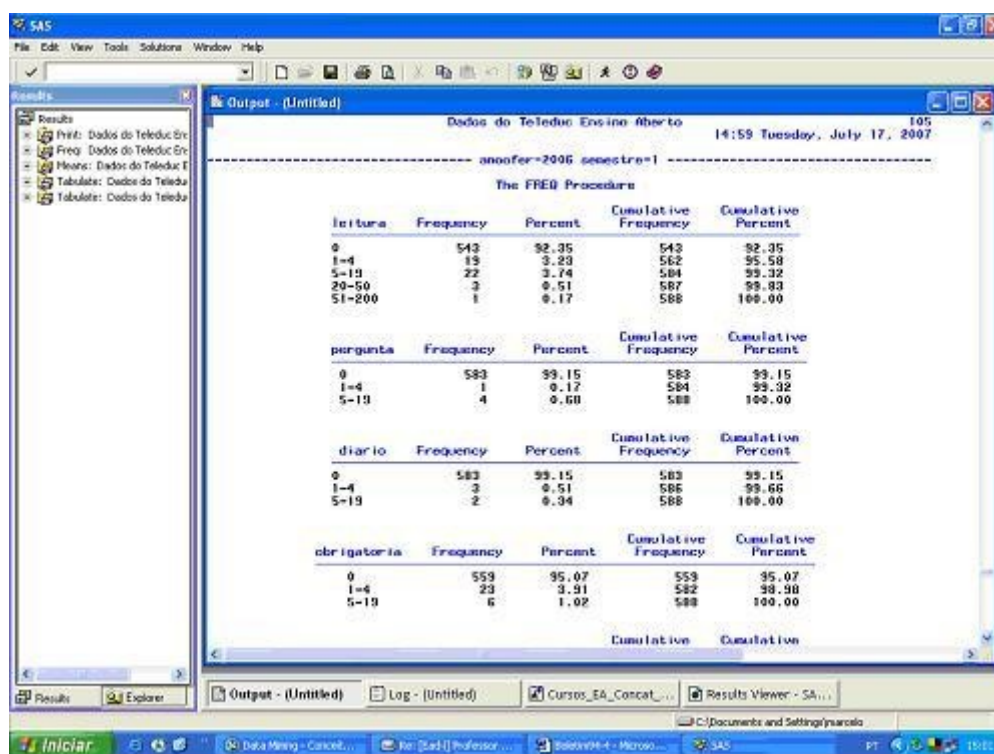 SAS
File Edit View Tools Solutions Window Help
Results
Results
Print: Dados do Teleduc En
Freq: Dados do Teleduc En
Means: Dados do Teleduc E
Tabulate: Dados do Teledu
Tabulate: Dados do Teledu
Output - (Untitled)
Dados do Teleduc Ensino Aberto 105
14:59 Tuesday, July 17, 2007
anoofer=2006 semestre=1
The FREQ Procedure
Cumulative Cumulative
leitura Frequency Percent Frequency Percent
0 543 92.35 543 92.35
1-4 19 3.23 562 95.58
5-19 22 3.74 584 99.32
20-50 3 0.51 587 99.83
51-200 1 0.17 588 100.00
Cumulative Cumulative
pergunta Frequency Percent Frequency Percent
0 583 99.15 583 99.15
1-4 1 0.17 584 99.32
5-19 4 0.68 588 100.00
Cumulative Cumulative
diario Frequency Percent Frequency Percent
0 583 99.15 583 99.15
1-4 3 0.51 586 99.66
5-19 2 0.34 588 100.00
Cumulative Cumulative
obrigatoria Frequency Percent Frequency Percent
0 559 95.07 559 95.07
1-4 23 3.91 582 98.98
5-19 6 1.02 588 100.00
Cumulative Cumulative
Results Explorer
Output - (Untitled) Log - (Untitled) Cursos_EA_Concat_... Results Viewer - SA...
C:\Documents and Settings\marcelo
Iniciar Data Mining - Conceit... Re: [Ead-l] Professor ... - Micros... SAS PT